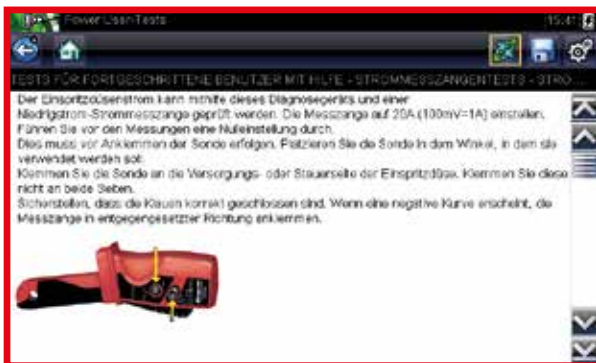 Power User Tests
15:41
TESTS FÜR FORTGESCHRITTENE BENUTZER MIT HILFE - STROMMESSZANGENTESTS - STRO...
Der Einspritzdüsenstrom kann mithilfe dieses Diagnosegeräts und einer
Niedrigstrom-Strommesszange geprüft werden. Die Messzange auf 20A (100mV=1A) einstellen.
Führen Sie vor den Messungen eine Nulleinstellung durch.
Dies muss vor Anklemmen der Sonde erfolgen. Platzieren Sie die Sonde in dem Winkel, in dem sie
verwendet werden soll.
Klemmen Sie die Sonde an die Versorgungs- oder Steuerseite der Einspritzdüse. Klemmen Sie diese
nicht an beide Seiten.
Sicherstellen, dass die Klauen korrekt geschlossen sind. Wenn eine negative Kurve erscheint, die
Messzange in entgegengesetzter Richtung anklemmen.